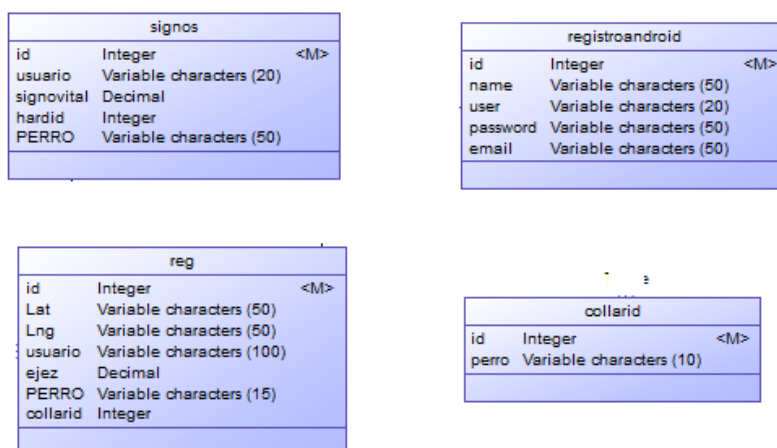 signos
id Integer <M>
usuario Variable characters (20)
signovital Decimal
hardid Integer
PERRO Variable characters (50)
registroandroid
id Integer <M>
name Variable characters (50)
user Variable characters (20)
password Variable characters (50)
email Variable characters (50)
reg
id Integer <M>
Lat Variable characters (50)
Lng Variable characters (50)
usuario Variable characters (100)
ejez Decimal
PERRO Variable characters (15)
collarid Integer
collarid
id Integer <M>
perro Variable characters (10)